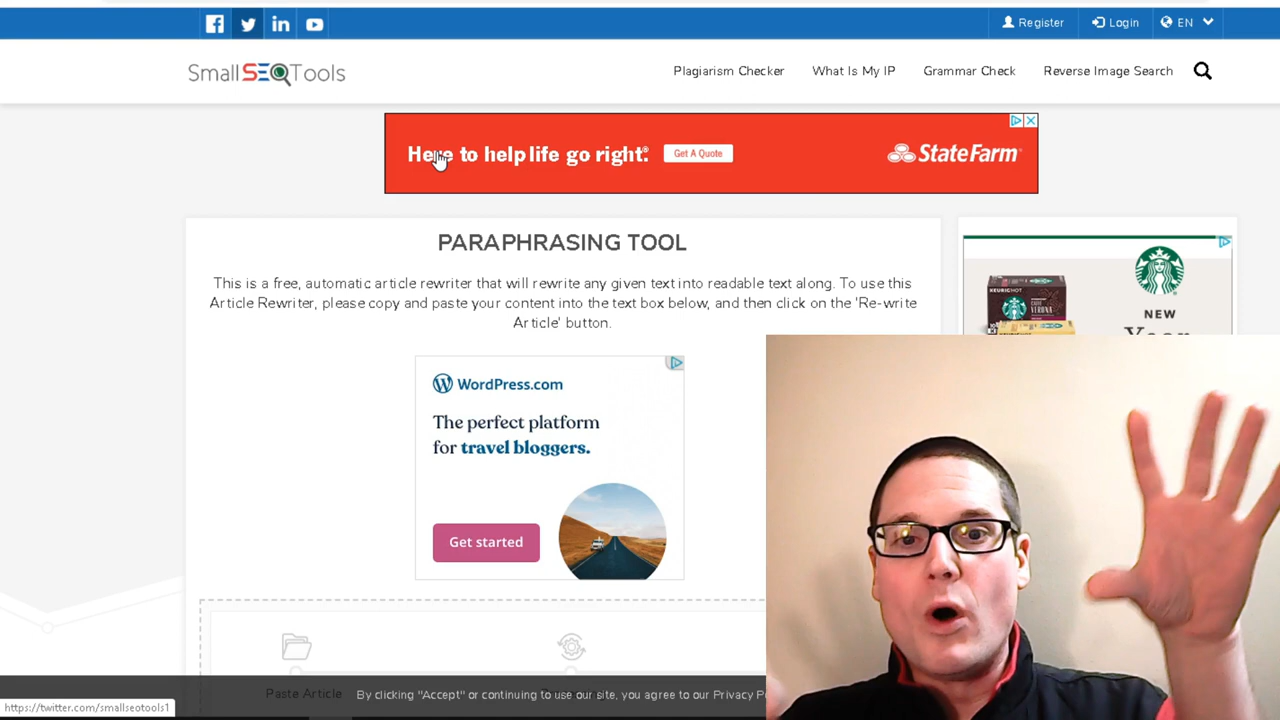 Register
Login
EN
SmallSEOTools
Plagiarism Checker
What Is My IP
Grammar Check
Reverse Image Search
Here to help life go right.®
Get A Quote
StateFarm
PARAPHRASING TOOL
This is a free, automatic article rewriter that will rewrite any given text into readable text along. To use this
Article Rewriter, please copy and paste your content into the text box below, and then click on the 'Re-write
Article' button.
WordPress.com
The perfect platform
for travel bloggers.
Get started
KEURIG HOT
CAFFÈ
VERONA
NEW
Year
Paste Article
By clicking "Accept" or continuing to use our site, you agree to our Privacy
https://twitter.com/smallseotools1